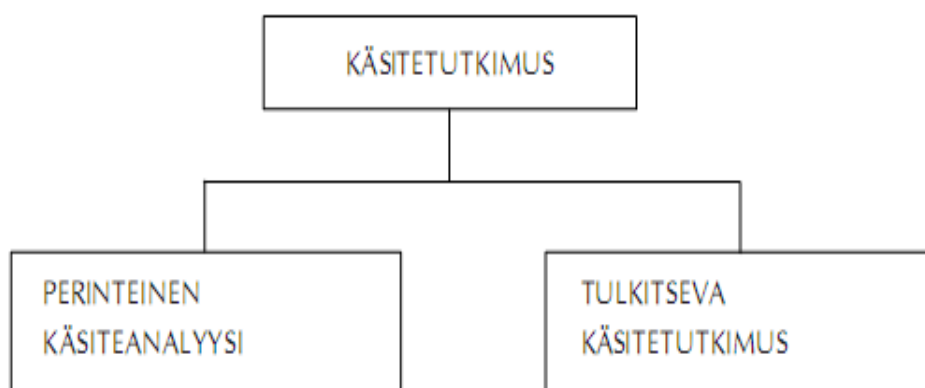 KÄSITETUTKIMUS
PERINTEINEN
KÄSITEANALYYSI
TULKITSEVA
KÄSITETUTKIMUS